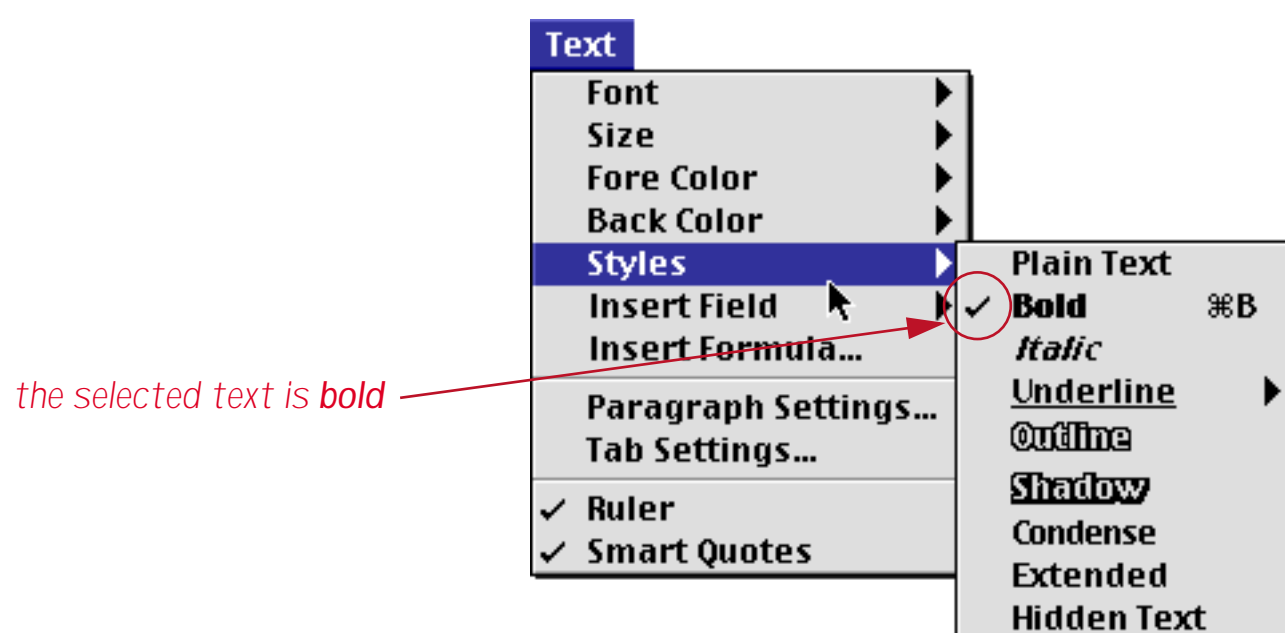 Text
Font
Size
Fore Color
Back Color
Styles
Insert Field
Insert Formula...
Paragraph Settings...
Tab Settings...
✓ Ruler
✓ Smart Quotes
Plain Text
✓ Bold ⌘B
Italic
Underline
Outline
Shadow
Condense
Extended
Hidden Text
the selected text is bold